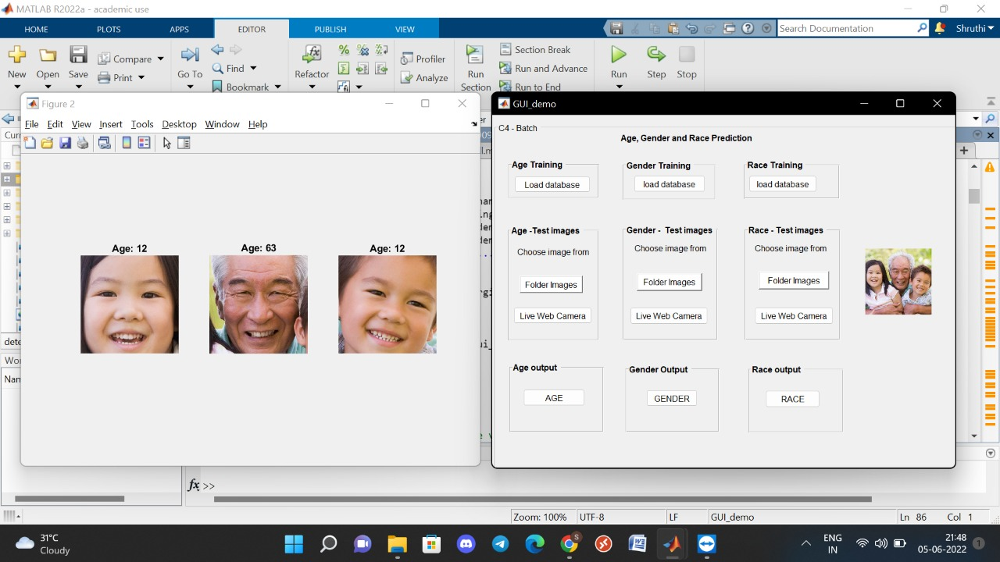 MATLAB R2022a - academic use
HOME PLOTS APPS EDITOR PUBLISH VIEW
Search Documentation
Shruthi
New Open Save Compare Print
Go To Find Bookmark
Refactor
Profiler
Analyze
Run Section
Section Break
Run and Advance
Run to End
Run Step Stop
Figure 2
File Edit View Insert Tools Desktop Window Help
Age: 12 Age: 63 Age: 12
GUI_demo
C4 - Batch
Age, Gender and Race Prediction
Age Training Gender Training Race Training
Load database load database load database
Age -Test images Gender - Test images Race - Test images
Choose image from Choose image from Choose image from
Folder Images Folder Images Folder Images
Live Web Camera Live Web Camera Live Web Camera
Age output Gender Output Race output
AGE GENDER RACE
fx >>
Zoom: 100% UTF-8 LF GUI_demo Ln 86 Col 1
31°C
Cloudy
ENG
IN
21:48
05-06-2022
1